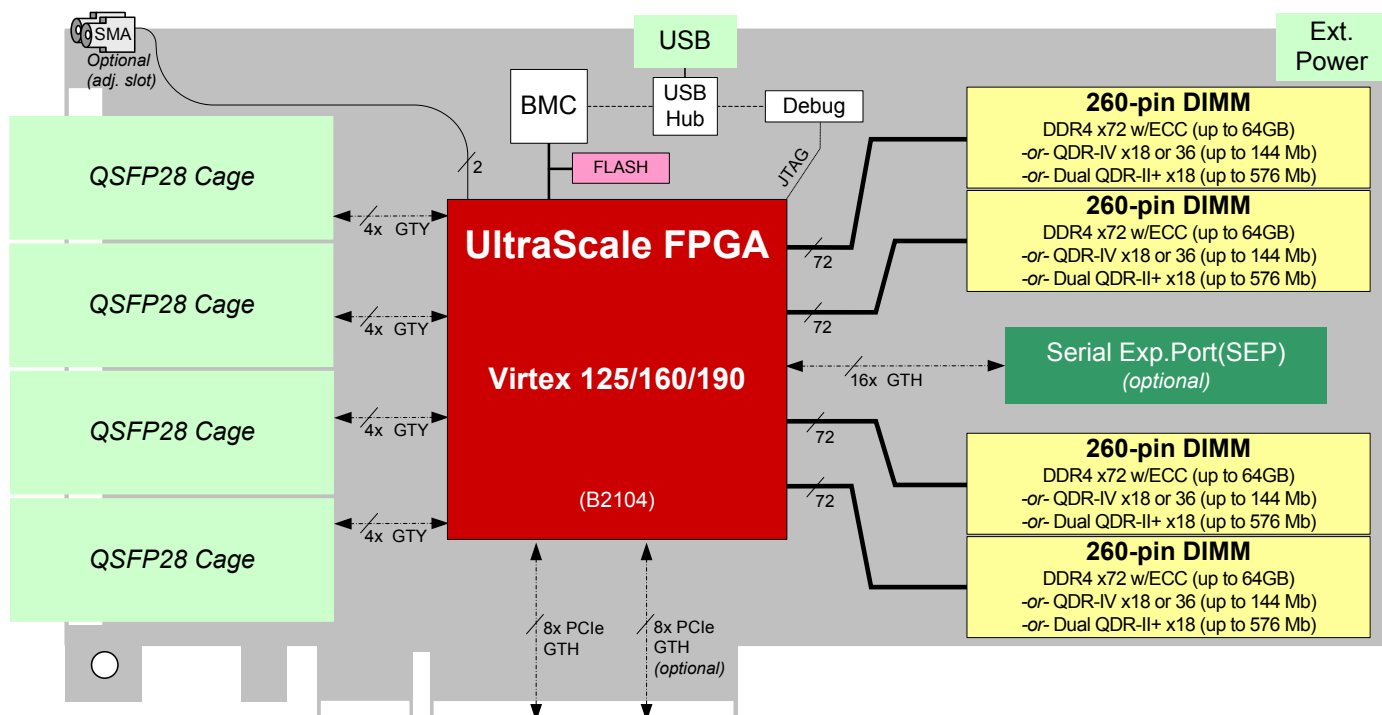 SMA
Optional
(adj. slot)
USB
Ext.
Power
BMC
USB
Hub
Debug
FLASH
JTAG
2
QSFP28 Cage
4x GTY
QSFP28 Cage
4x GTY
QSFP28 Cage
4x GTY
QSFP28 Cage
4x GTY
UltraScale FPGA
Virtex 125/160/190
(B2104)
72
72
16x GTH
72
72
260-pin DIMM
DDR4 x72 w/ECC (up to 64GB)
-or- QDR-IV x18 or 36 (up to 144 Mb)
-or- Dual QDR-II+ x18 (up to 576 Mb)
260-pin DIMM
DDR4 x72 w/ECC (up to 64GB)
-or- QDR-IV x18 or 36 (up to 144 Mb)
-or- Dual QDR-II+ x18 (up to 576 Mb)
Serial Exp.Port(SEP)
(optional)
260-pin DIMM
DDR4 x72 w/ECC (up to 64GB)
-or- QDR-IV x18 or 36 (up to 144 Mb)
-or- Dual QDR-II+ x18 (up to 576 Mb)
260-pin DIMM
DDR4 x72 w/ECC (up to 64GB)
-or- QDR-IV x18 or 36 (up to 144 Mb)
-or- Dual QDR-II+ x18 (up to 576 Mb)
8x PCIe
GTH
8x PCIe
GTH
(optional)